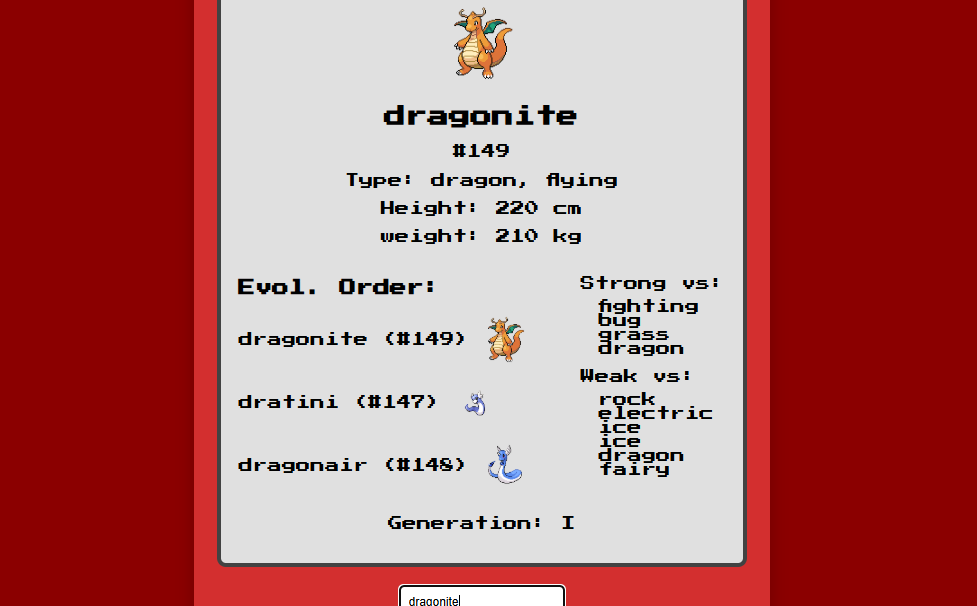 dragonite
#149
Type: dragon, flying
Height: 220 cm
weight: 210 kg
Evol. Order:
dragonite (#149)
dratini (#147)
dragonair (#148)
Strong vs:
fighting
bug
grass
dragon
Weak vs:
rock
electric
ice
ice
dragon
fairy
Generation: I
dragonite